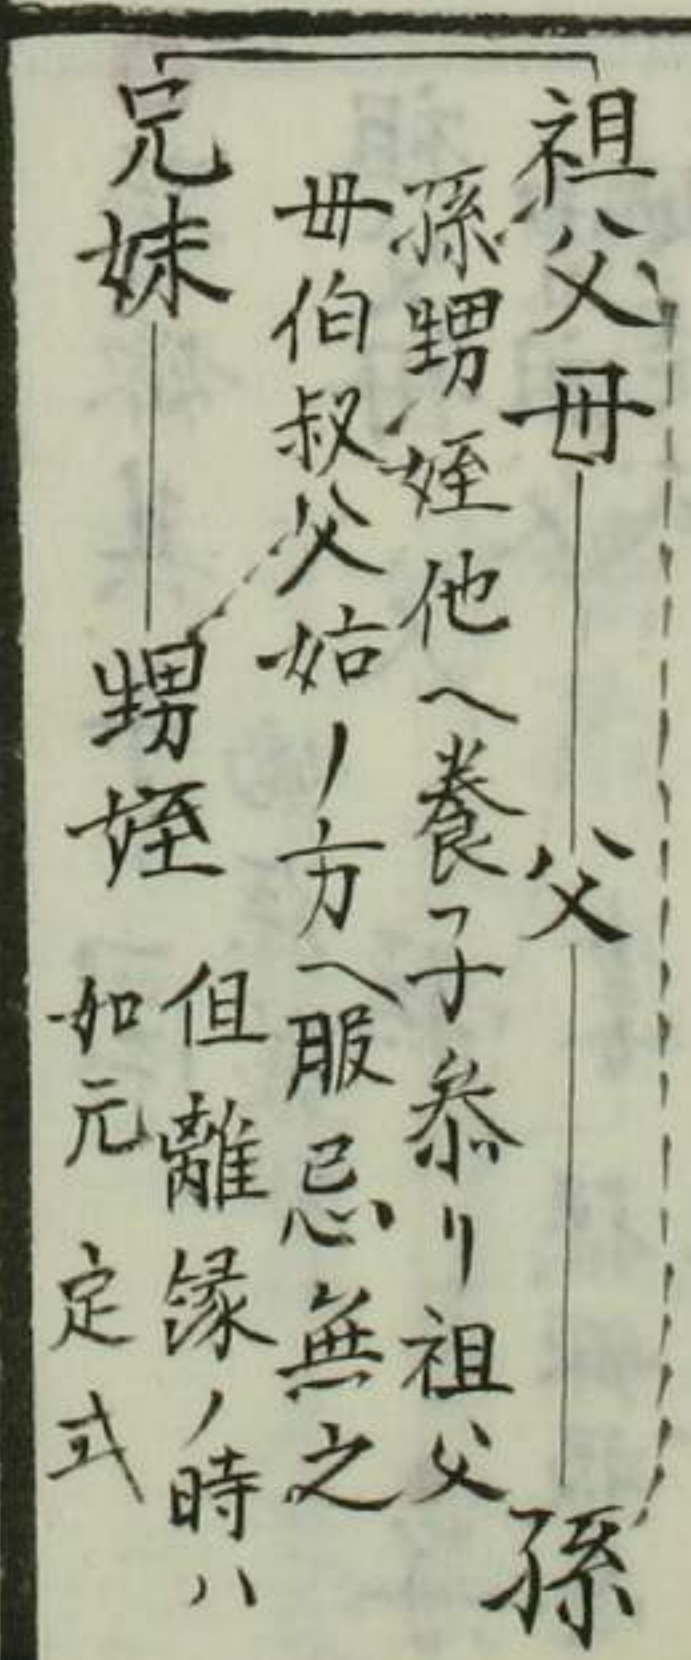 祖父母 父 孫
孫甥姪他ヘ養子參リ祖父
母伯叔父姑ノ方ヘ服忌無之
兄妹 甥姪
但離縁ノ時ハ
如元定式